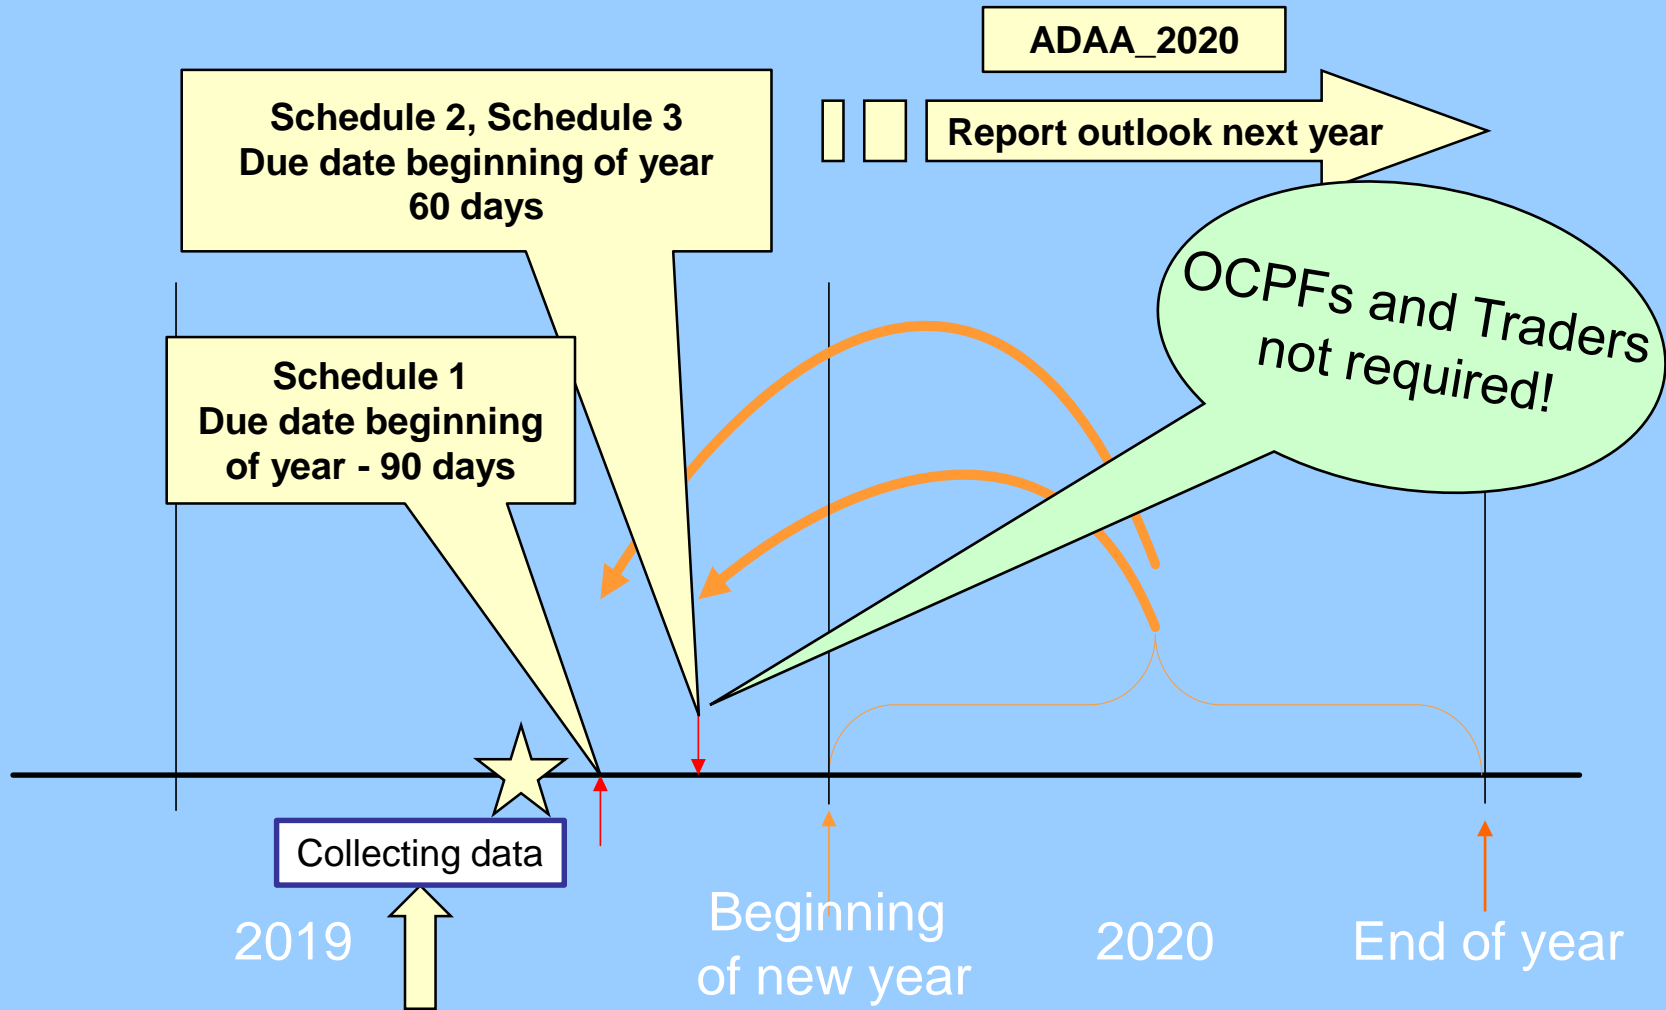 ADAA_2020
Schedule 2, Schedule 3
Due date beginning of year
60 days
Report outlook next year
OCPFs and Traders
not required!
Schedule 1
Due date beginning
of year - 90 days
Collecting data
2019
Beginning
of new year
2020
End of year